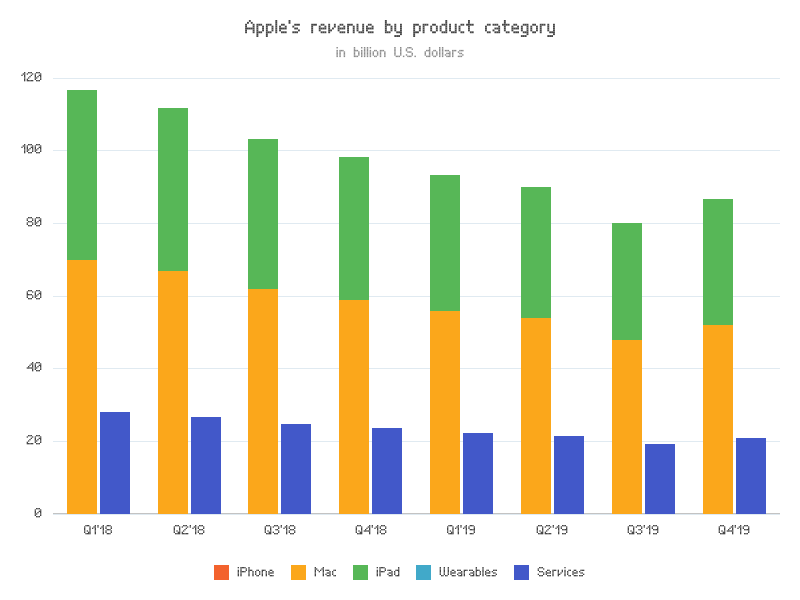 Apple's revenue by product category
in billion U.S. dollars
120
100
80
60
40
20
0
Q1'18 Q2'18 Q3'18 Q4'18 Q1'19 Q2'19 Q3'19 Q4'19
iPhone Mac iPad Wearables Services